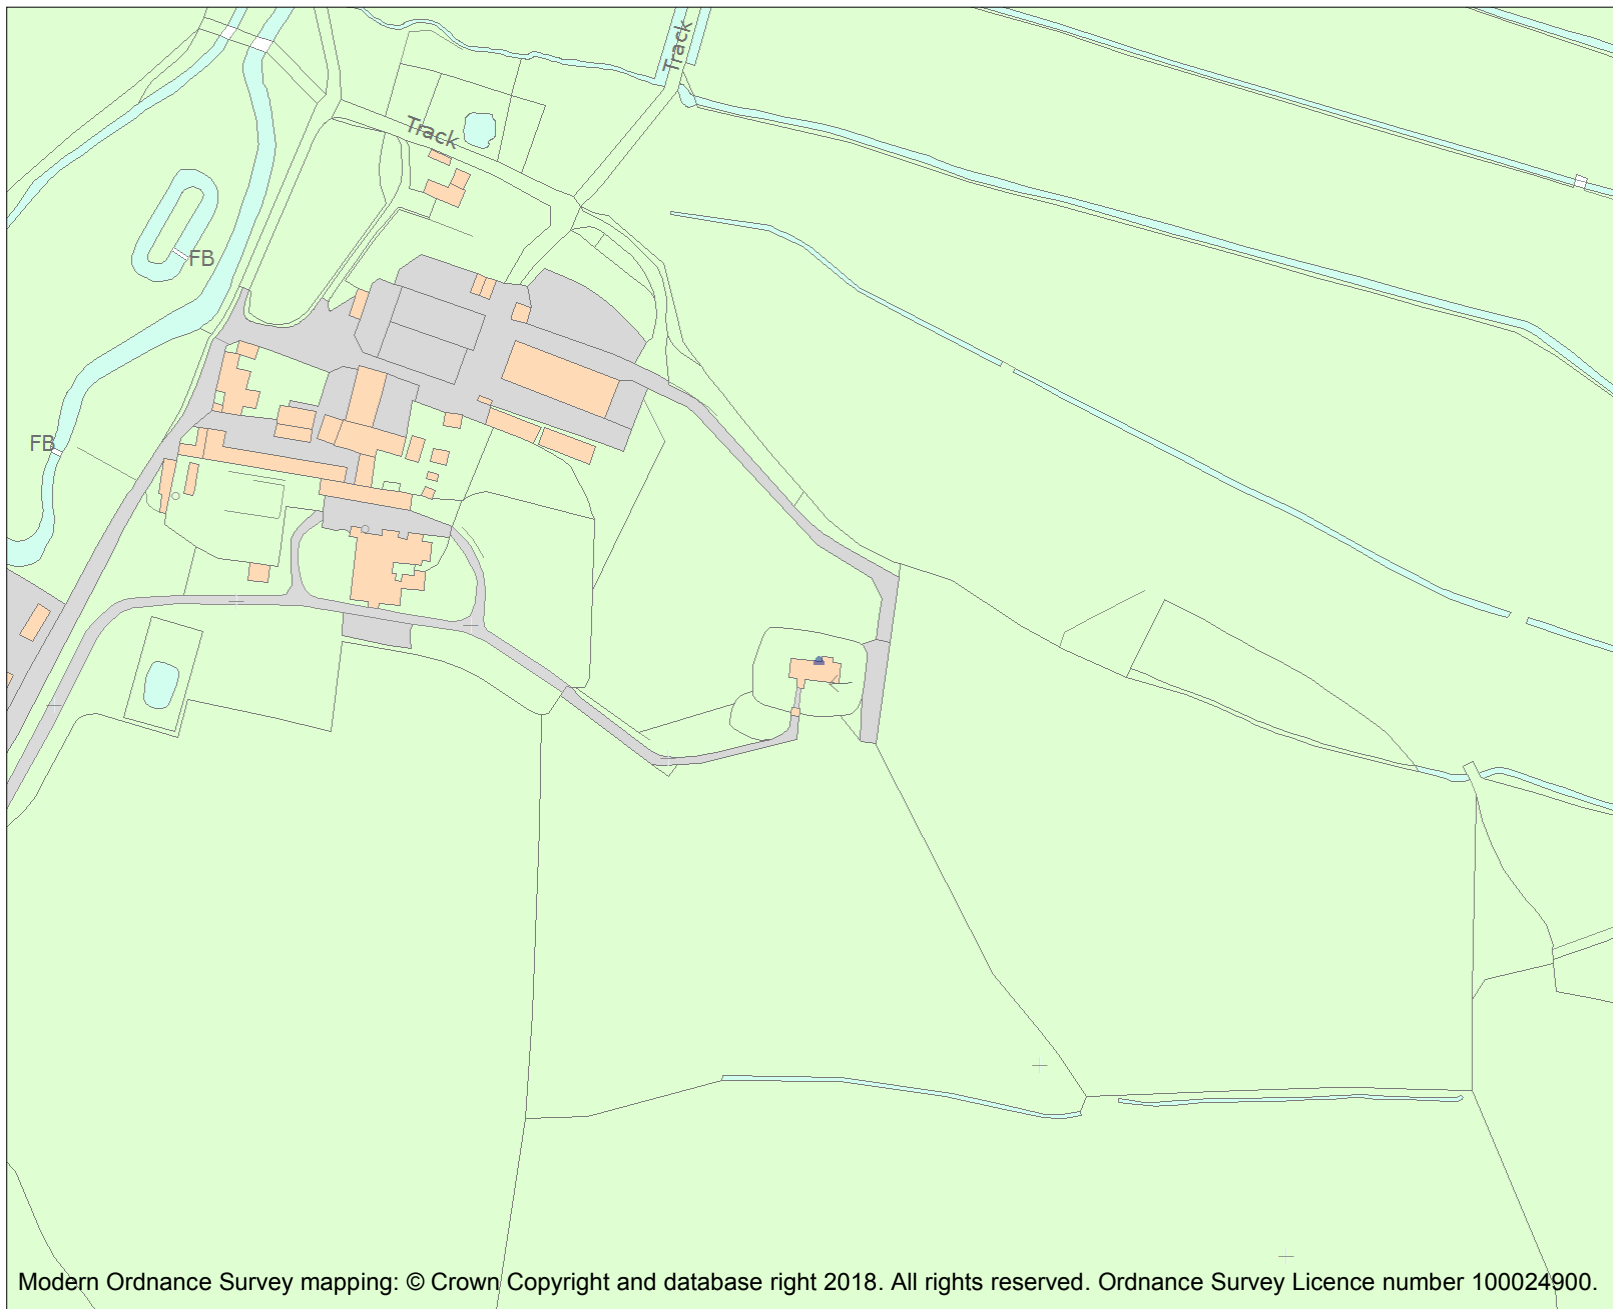 Track
Track
FB
FB
Modern Ordnance Survey mapping: © Crown Copyright and database right 2018. All rights reserved. Ordnance Survey Licence number 100024900.